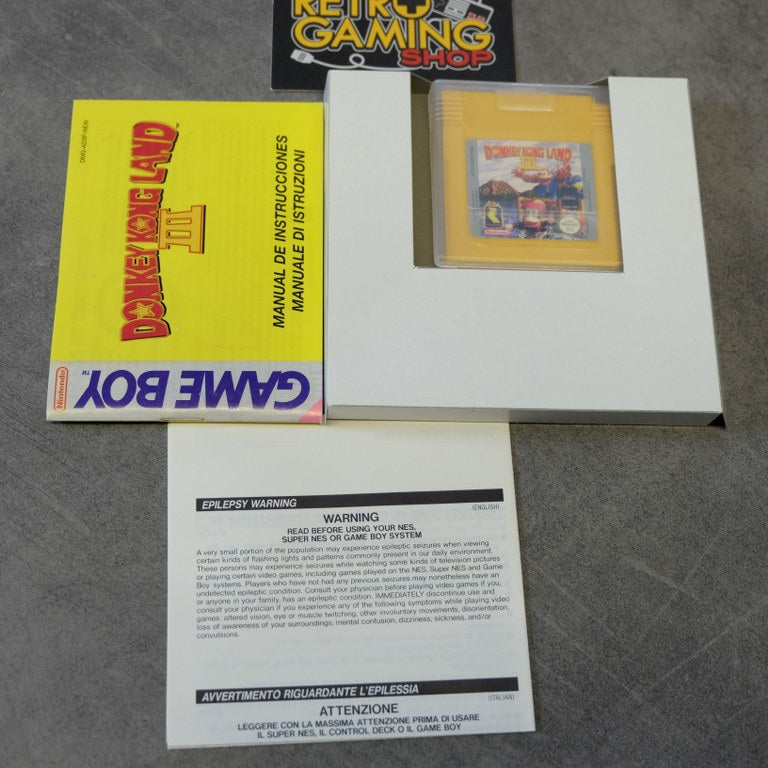 RETRO
GAMING
SHOP
DMG-AD3P-NEAI
DONKEY KONG LAND
III
MANUAL DE INSTRUCCIONES
MANUALE DI ISTRUZIONI
Nintendo
GAME BOY™
DONKEY KONG LAND
III
Nintendo
EPILEPSY WARNING
(ENGLISH)
WARNING
READ BEFORE USING YOUR NES,
SUPER NES OR GAME BOY SYSTEM
A very small portion of the population may experience epileptic seizures when viewing
certain kinds of flashing lights and patterns commonly present in our daily environment.
These persons may experience seizures while watching some kinds of television pictures
or playing certain video games, including games played on the NES, Super NES and Game
Boy systems. Players who have not had any previous seizures may nonetheless have an
undetected epileptic condition. Consult your physician before playing video games if you,
or anyone in your family, has an epileptic condition. IMMEDIATELY discontinue use and
consult your physician if you experience any of the following symptoms while playing video
games: altered vision, eye or muscle twitching, other involuntary movements, disorientation,
loss of awareness of your surroundings, mental confusion, dizziness, sickness, and/or
convulsions.
AVVERTIMENTO RIGUARDANTE L'EPILESSIA
(ITALIAN)
ATTENZIONE
LEGGERE CON LA MASSIMA ATTENZIONE PRIMA DI USARE
IL SUPER NES, IL CONTROL DECK O IL GAME BOY